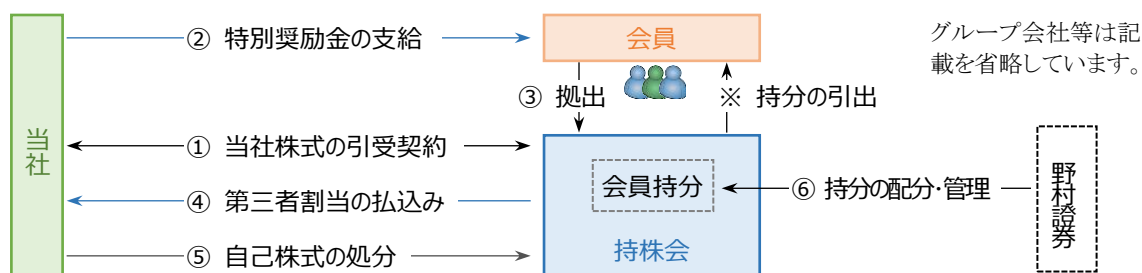 ② 特別奨励金の支給
会員
グループ会社等は記
載を省略しています。
③ 拠出
※ 持分の引出
当社
① 当社株式の引受契約
会員持分
⑥ 持分の配分・管理
野村證券
④ 第三者割当の払込み
⑤ 自己株式の処分
持株会